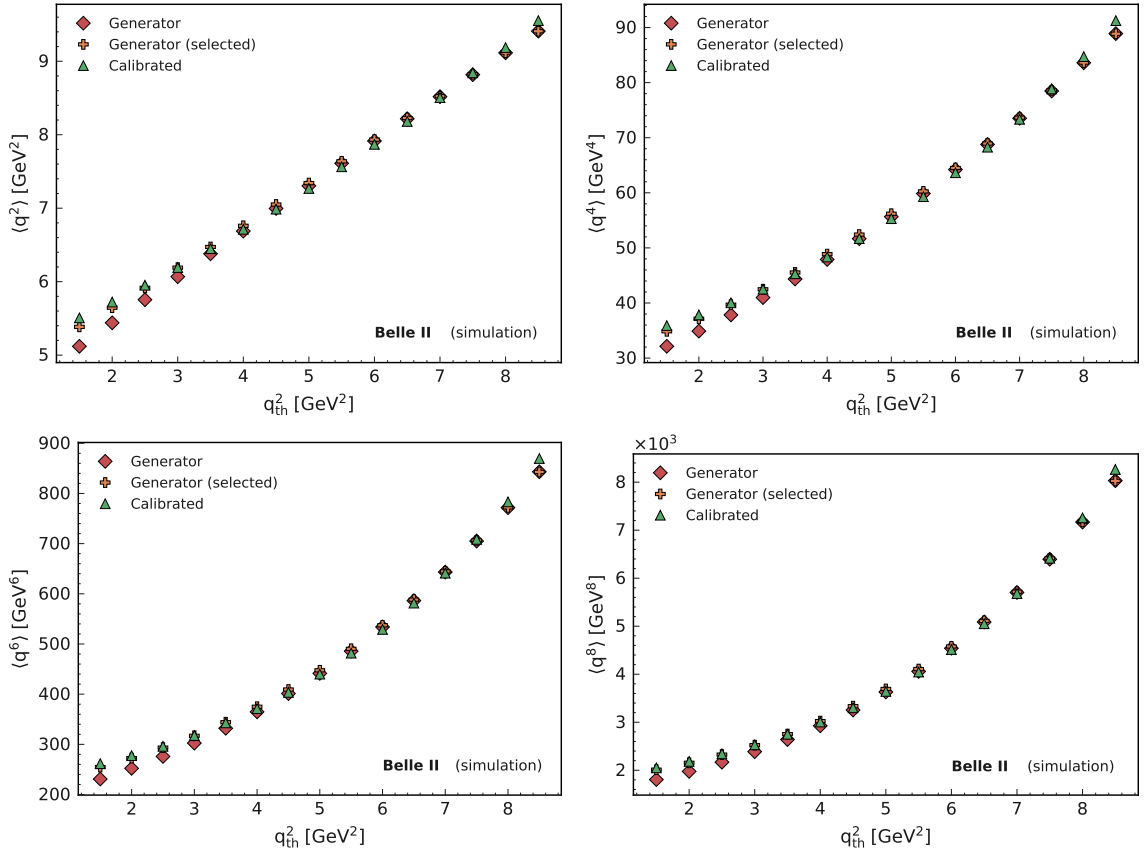 Generator
Generator (selected)
Calibrated
9
8
7
6
5
⟨q²⟩ [GeV²]
2 3 4 5 6 7 8
q²th [GeV²]
Belle II (simulation)
Generator
Generator (selected)
Calibrated
90
80
70
60
50
40
30
⟨q⁴⟩ [GeV⁴]
2 3 4 5 6 7 8
q²th [GeV²]
Belle II (simulation)
Generator
Generator (selected)
Calibrated
900
800
700
600
500
400
300
200
⟨q⁶⟩ [GeV⁶]
2 3 4 5 6 7 8
q²th [GeV²]
Belle II (simulation)
×10³
Generator
Generator (selected)
Calibrated
8
7
6
5
4
3
2
⟨q⁸⟩ [GeV⁸]
2 3 4 5 6 7 8
q²th [GeV²]
Belle II (simulation)